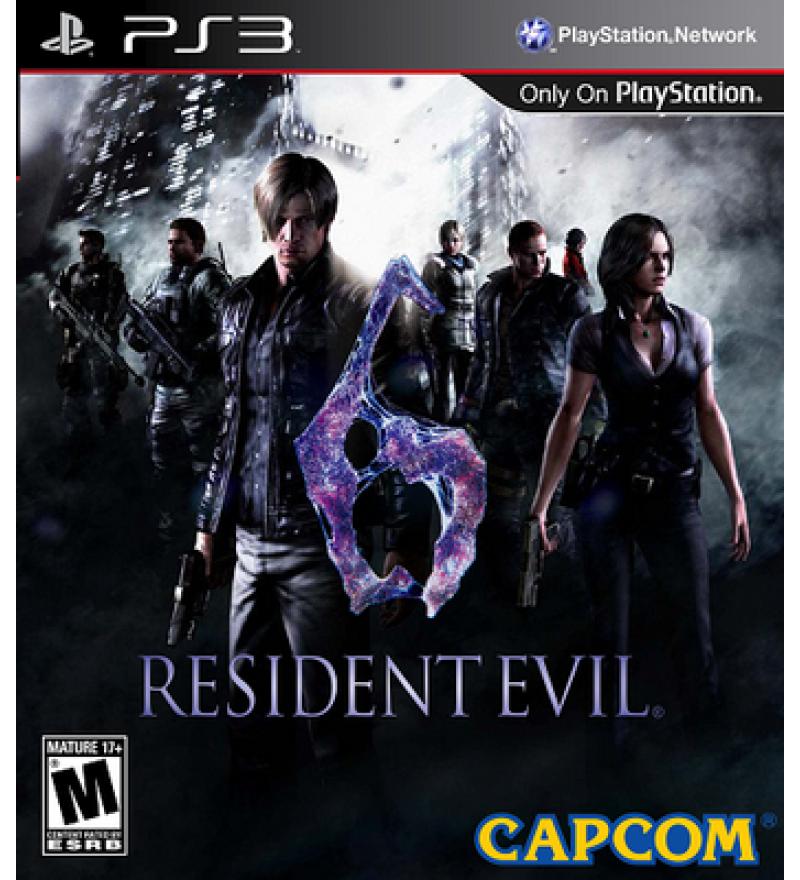 PS3
PlayStation®Network
Only On PlayStation®
6
RESIDENT EVIL®
MATURE 17+
M®
CONTENT RATED BY
ESRB
CAPCOM®